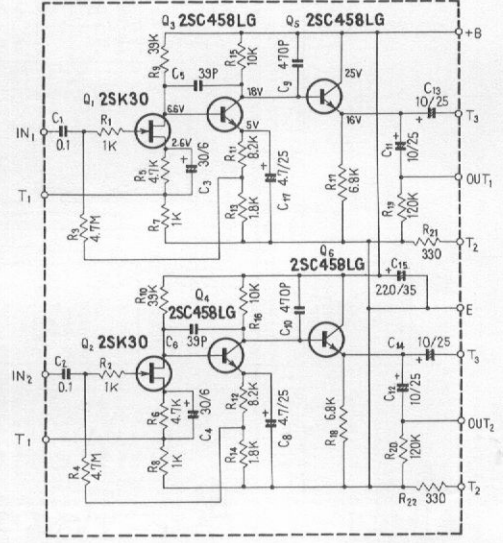 Q3 2SC458LG
Q5 2SC458LG
+B
R9
39K
R15
10K
C5 39P
C9
470P
25V
Q1 2SK30
6.6V
18V
16V
C13
10/25
T3
C1
0.1
IN1
R1
1K
2.6V
5V
R5
4.7K
30/6
C3
R11
8.2K
4.7/25
C17
C11
10/25
OUT1
T1
R3
4.7M
R7
1K
R13
1.8K
R17
6.8K
R19
120K
R21
330
T2
Q6
2SC458LG
C15
220/35
E
R10
39K
Q4
2SC458LG
10K
R16
C6 39P
C10
470P
Q2 2SK30
C14
10/25
T3
C2
0.1
IN2
R2
1K
R6
4.7K
30/6
C4
R12
8.2K
4.7/25
C8
6.8K
R18
C12
10/25
OUT2
T1
R4
4.7M
R8
1K
R14
1.8K
R20
120K
R22 330
T2